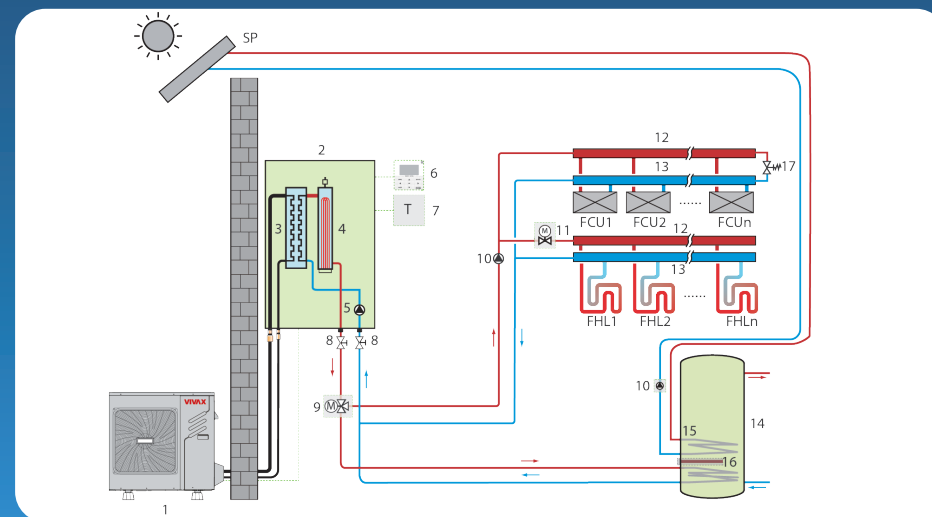 SP
12
2
13
17
6
T
7
3
4
FCU1
FCU2
......
FCUn
M
11
12
10
13
5
......
8
8
FHL1
FHL2
FHLn
10
9
M
VIVAX
14
15
16
1